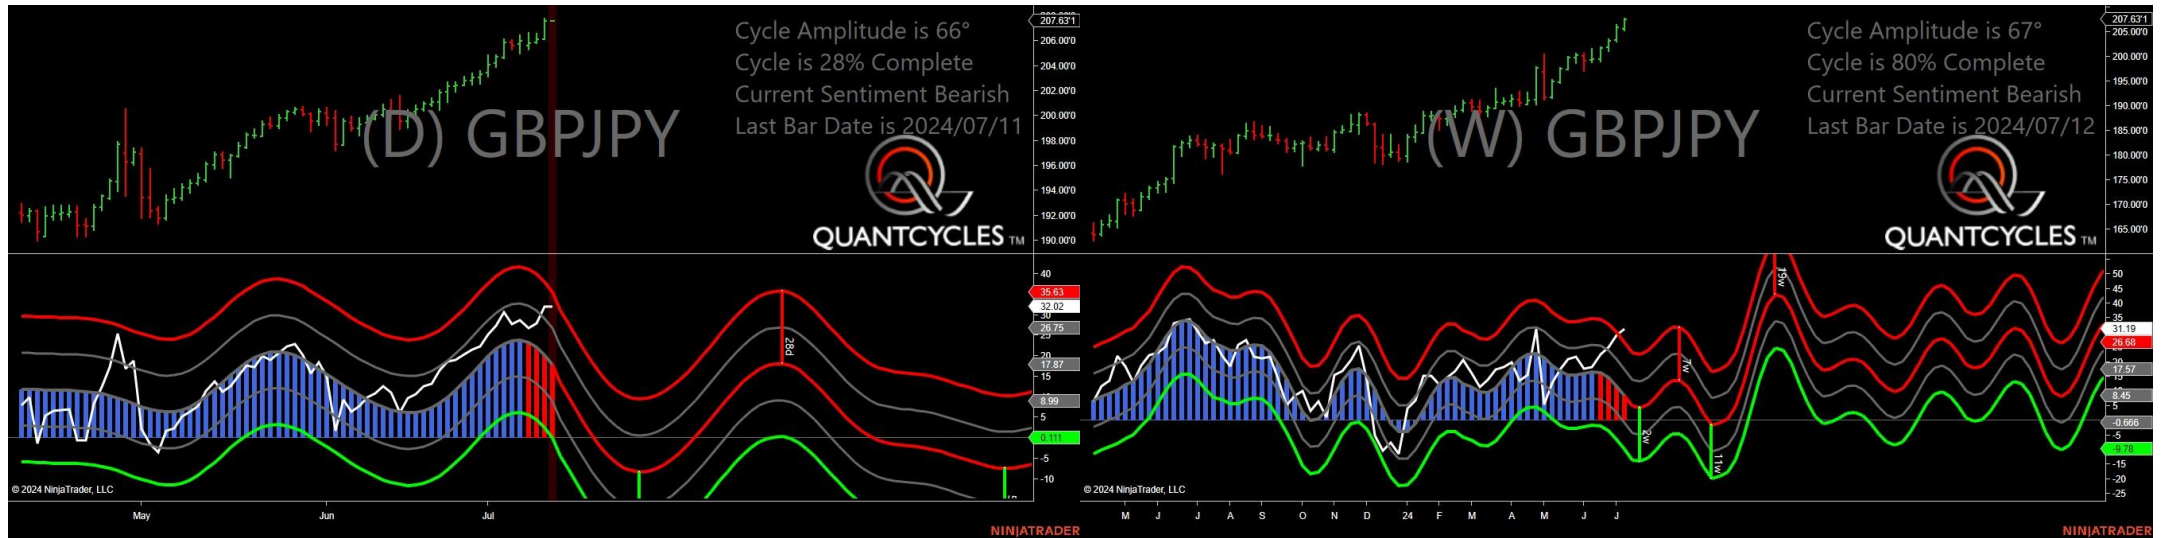 Cycle Amplitude is 66°
Cycle is 28% Complete
Current Sentiment Bearish
Last Bar Date is 2024/07/11
(D) GBPJPY
QUANTCYCLES TM
207.63'1
206.00'0
204.00'0
202.00'0
200.00'0
198.00'0
196.00'0
194.00'0
192.00'0
190.00'0
40
35.63
32.02
30
26.75
25
20
17.87
15
8.99
5
0.111
-5
-10
28d
© 2024 NinjaTrader, LLC
May Jun Jul
NINJATRADER
Cycle Amplitude is 67°
Cycle is 80% Complete
Current Sentiment Bearish
Last Bar Date is 2024/07/12
(W) GBPJPY
QUANTCYCLES TM
207.63'1
205.00'0
200.00'0
195.00'0
190.00'0
185.00'0
180.00'0
175.00'0
170.00'0
165.00'0
50
45
40
35
31.19
26.68
20
17.57
15
8.45
5
-0.666
-5
-9.78
-15
-20
-25
19w
7w
2w
11w
© 2024 NinjaTrader, LLC
M J J A S O N D 24 F M A M J J
NINJATRADER